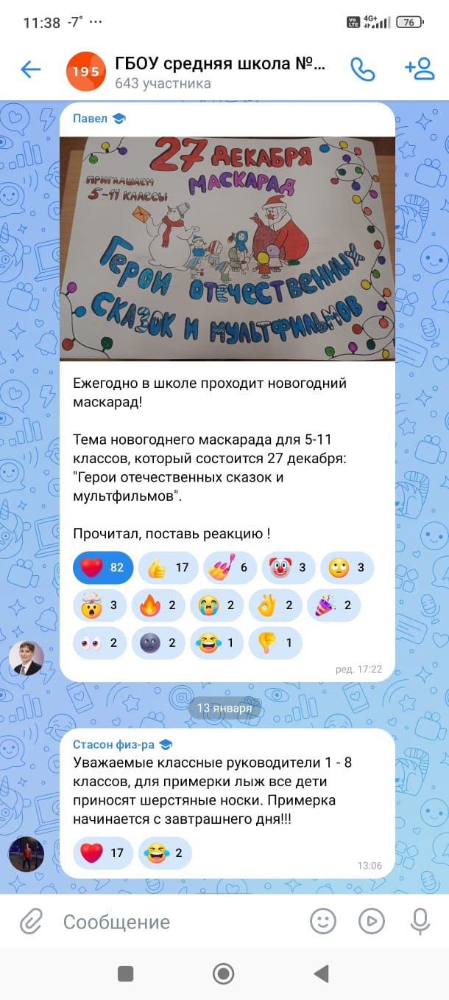 11:38 -7° ...
Vo LTE 4G+ 76
195
ГБОУ средняя школа №...
643 участника
Павел
27 ДЕКАБРЯ
ПРИГЛАШАЕМ
5-11 КЛАССЫ
МАСКАРАД
Герои отечественных
сказок и мультфильмов
Ежегодно в школе проходит новогодний
маскарад!
Тема новогоднего маскарада для 5-11
классов, который состоится 27 декабря:
"Герои отечественных сказок и
мультфильмов".
Прочитал, поставь реакцию !
82 17 6 3 3
3 2 2 2 2
2 2 1 1
ред. 17:22
13 января
Стасон физ-ра
Уважаемые классные руководители 1 - 8
классов, для примерки лыж все дети
приносят шерстяные носки. Примерка
начинается с завтрашнего дня!!!
17 2
13:06
Сообщение